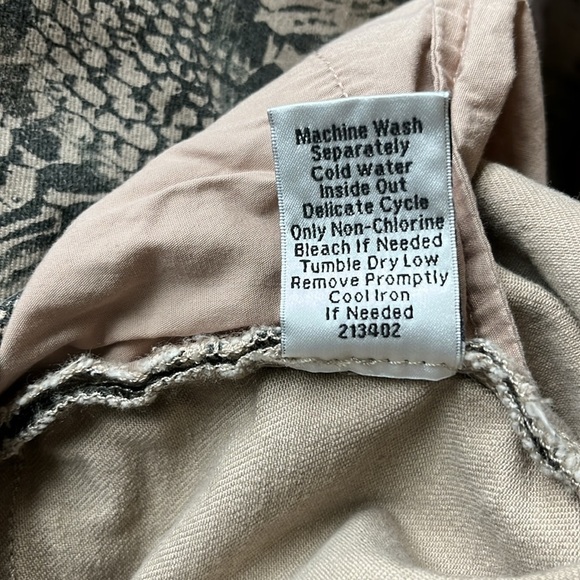 Machine Wash
Separately
Cold Water
Inside Out
Delicate Cycle
Only Non-Chlorine
Bleach If Needed
Tumble Dry Low
Remove Promptly
Cool Iron
If Needed
213402